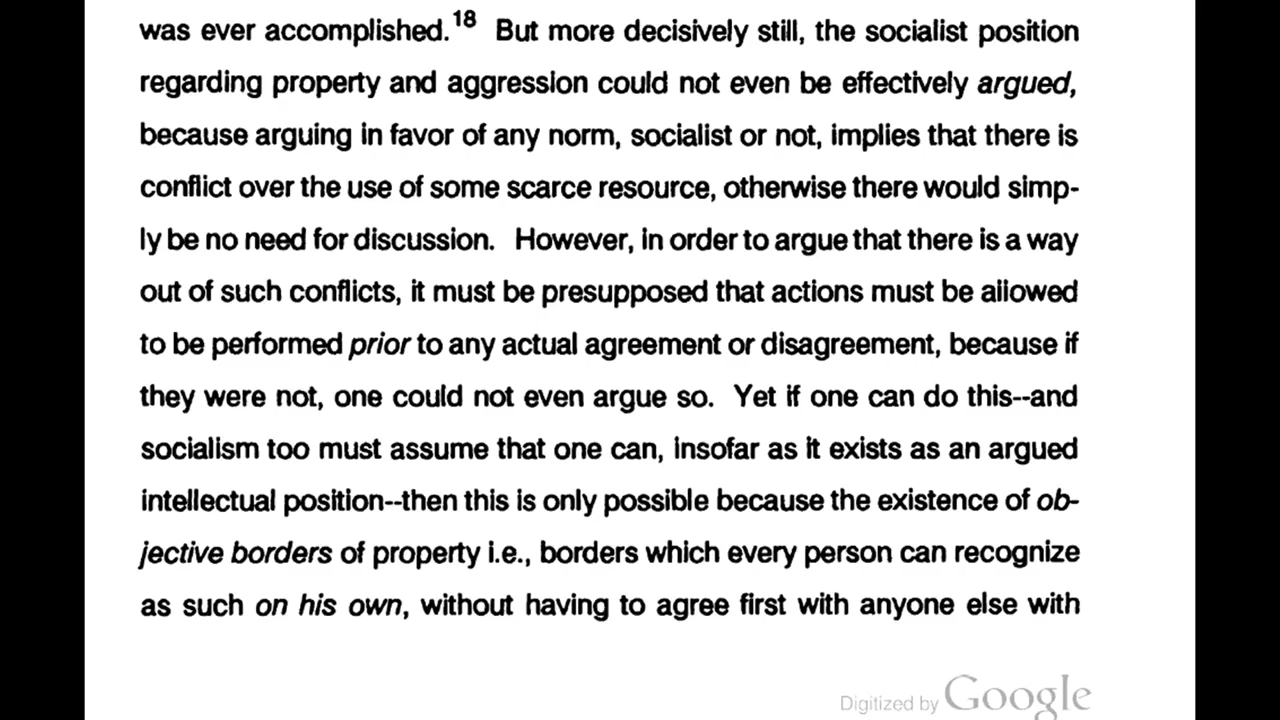 was ever accomplished.18 But more decisively still, the socialist position
regarding property and aggression could not even be effectively argued,
because arguing in favor of any norm, socialist or not, implies that there is
conflict over the use of some scarce resource, otherwise there would simp-
ly be no need for discussion. However, in order to argue that there is a way
out of such conflicts, it must be presupposed that actions must be allowed
to be performed prior to any actual agreement or disagreement, because if
they were not, one could not even argue so. Yet if one can do this--and
socialism too must assume that one can, insofar as it exists as an argued
intellectual position--then this is only possible because the existence of ob-
jective borders of property i.e., borders which every person can recognize
as such on his own, without having to agree first with anyone else with
Digitized by Google